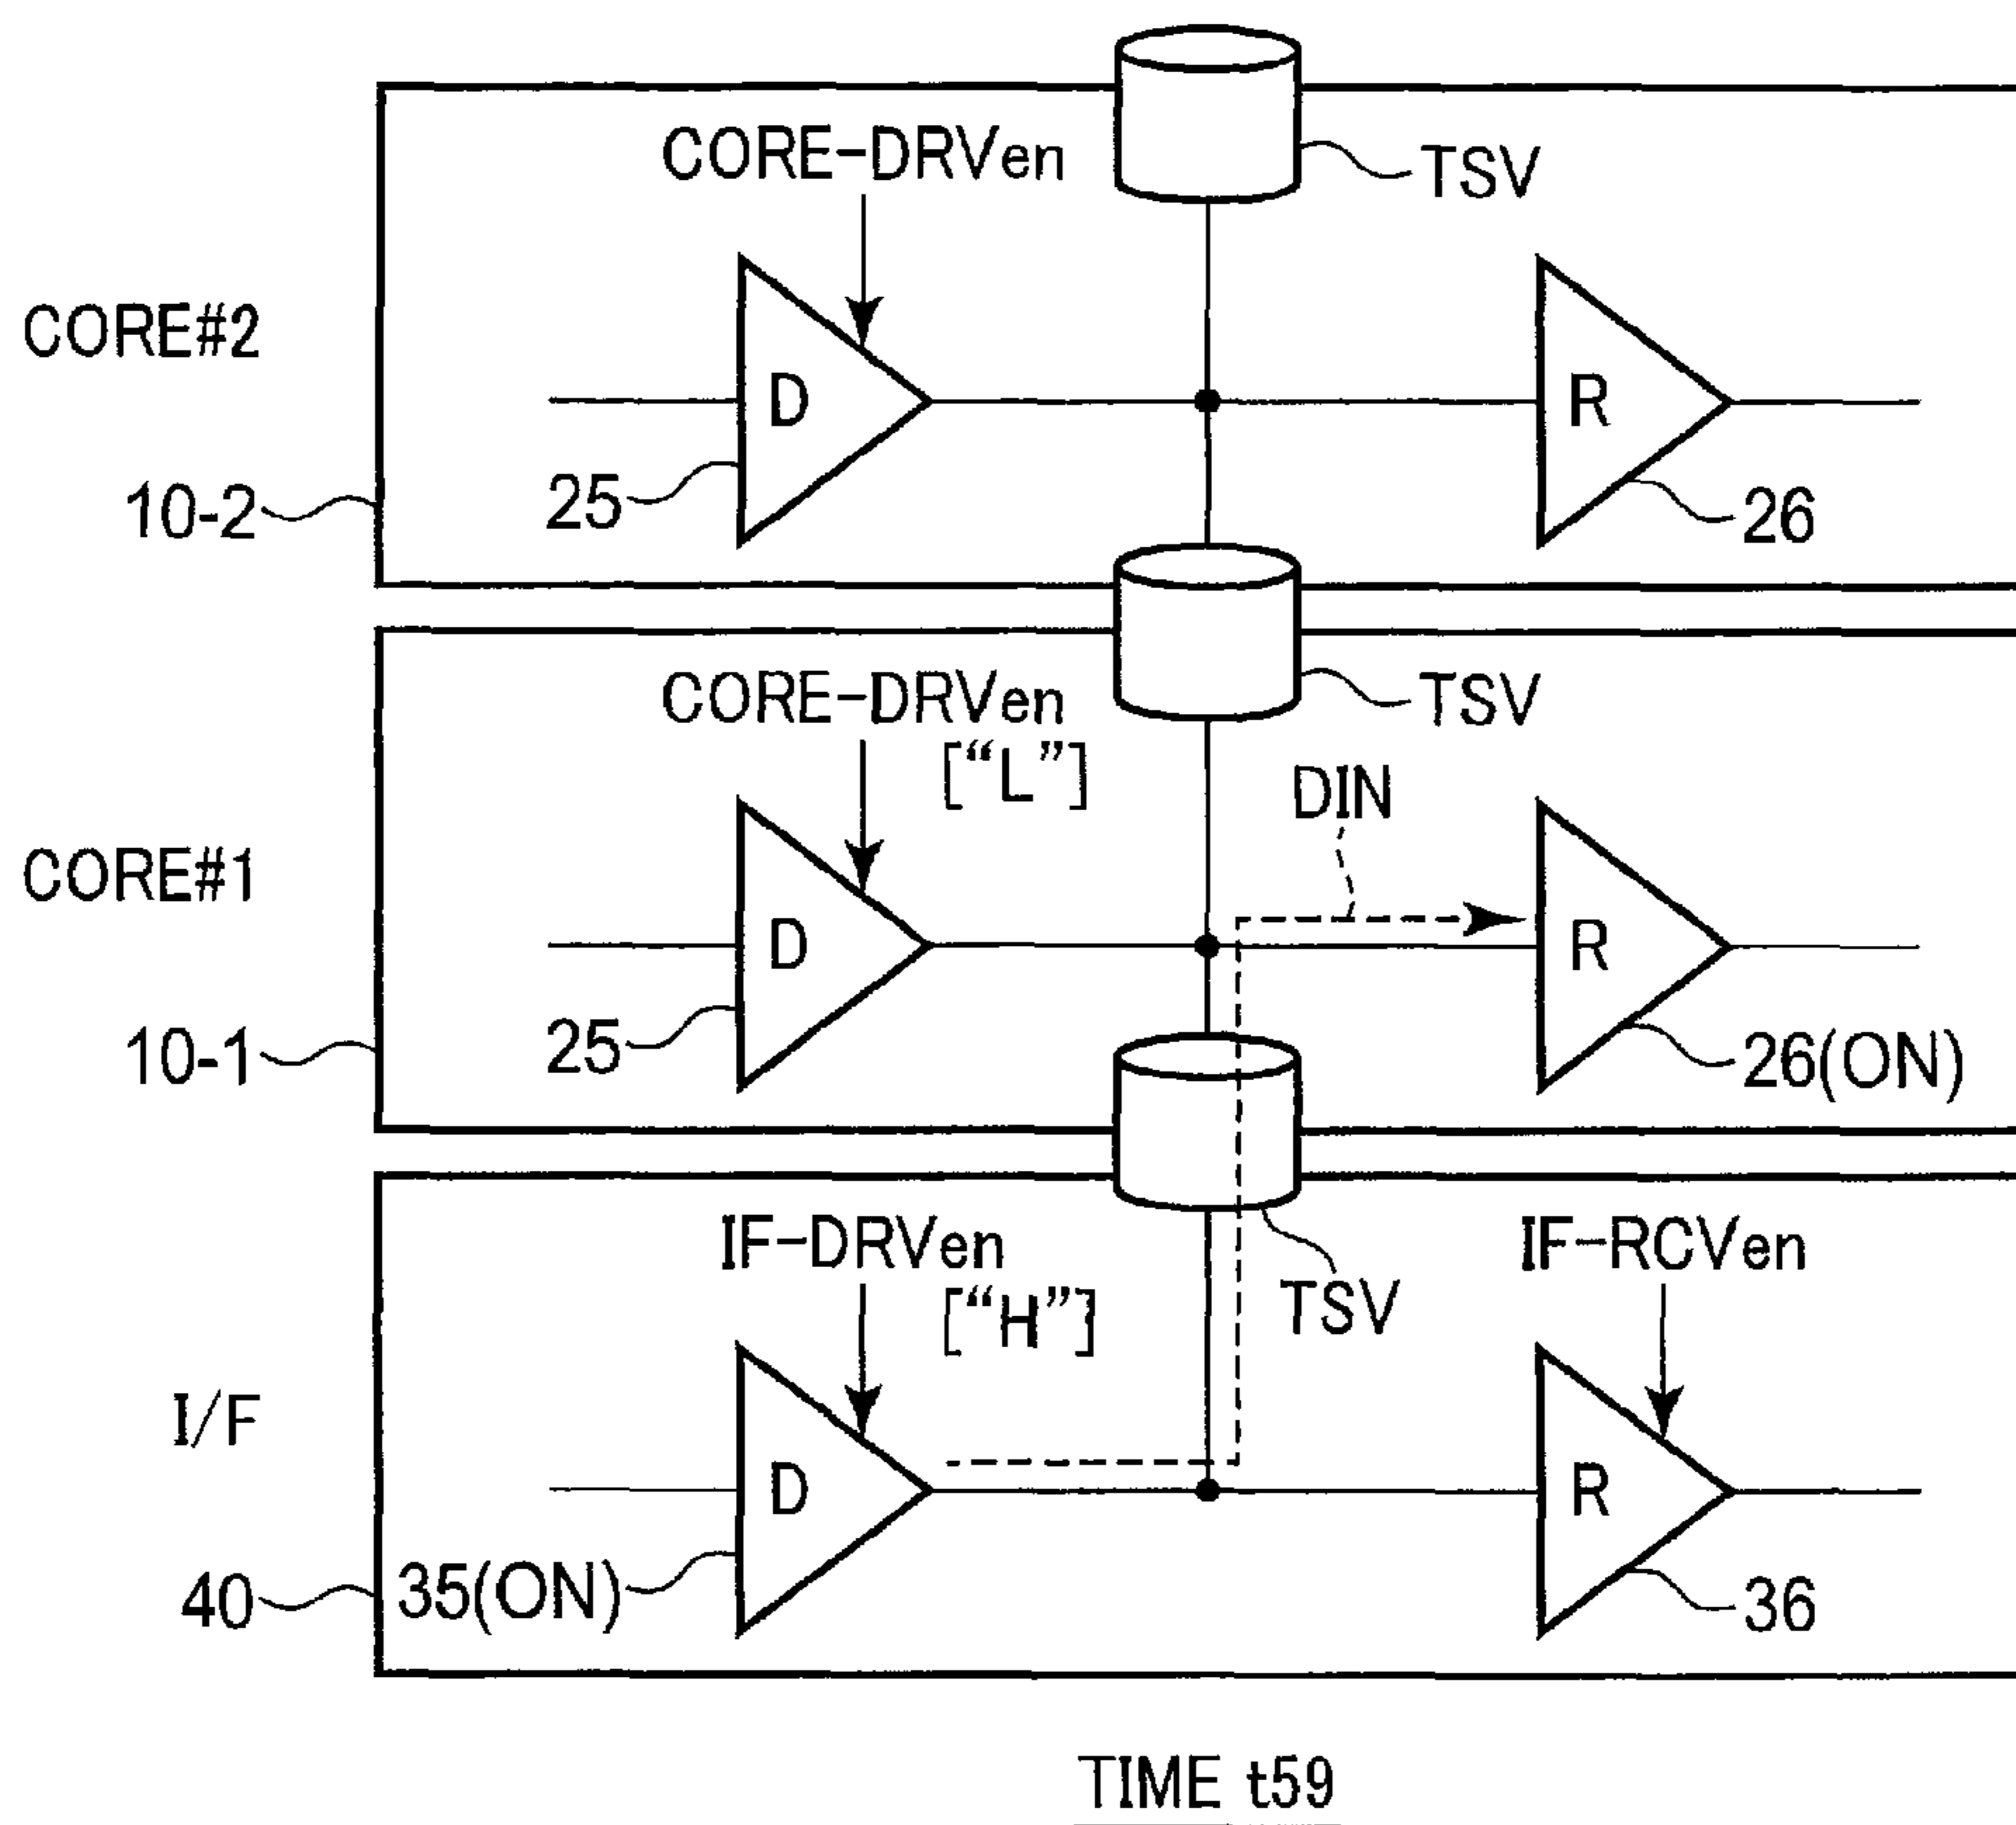 CORE-DRVen
TSV
CORE#2
D
R
25
26
10-2
CORE-DRVen
["L"]
TSV
DIN
CORE#1
D
R
25
26(ON)
10-1
IF-DRVen
["H"]
TSV
IF-RCVen
I/F
D
R
35(ON)
36
40
TIME t59